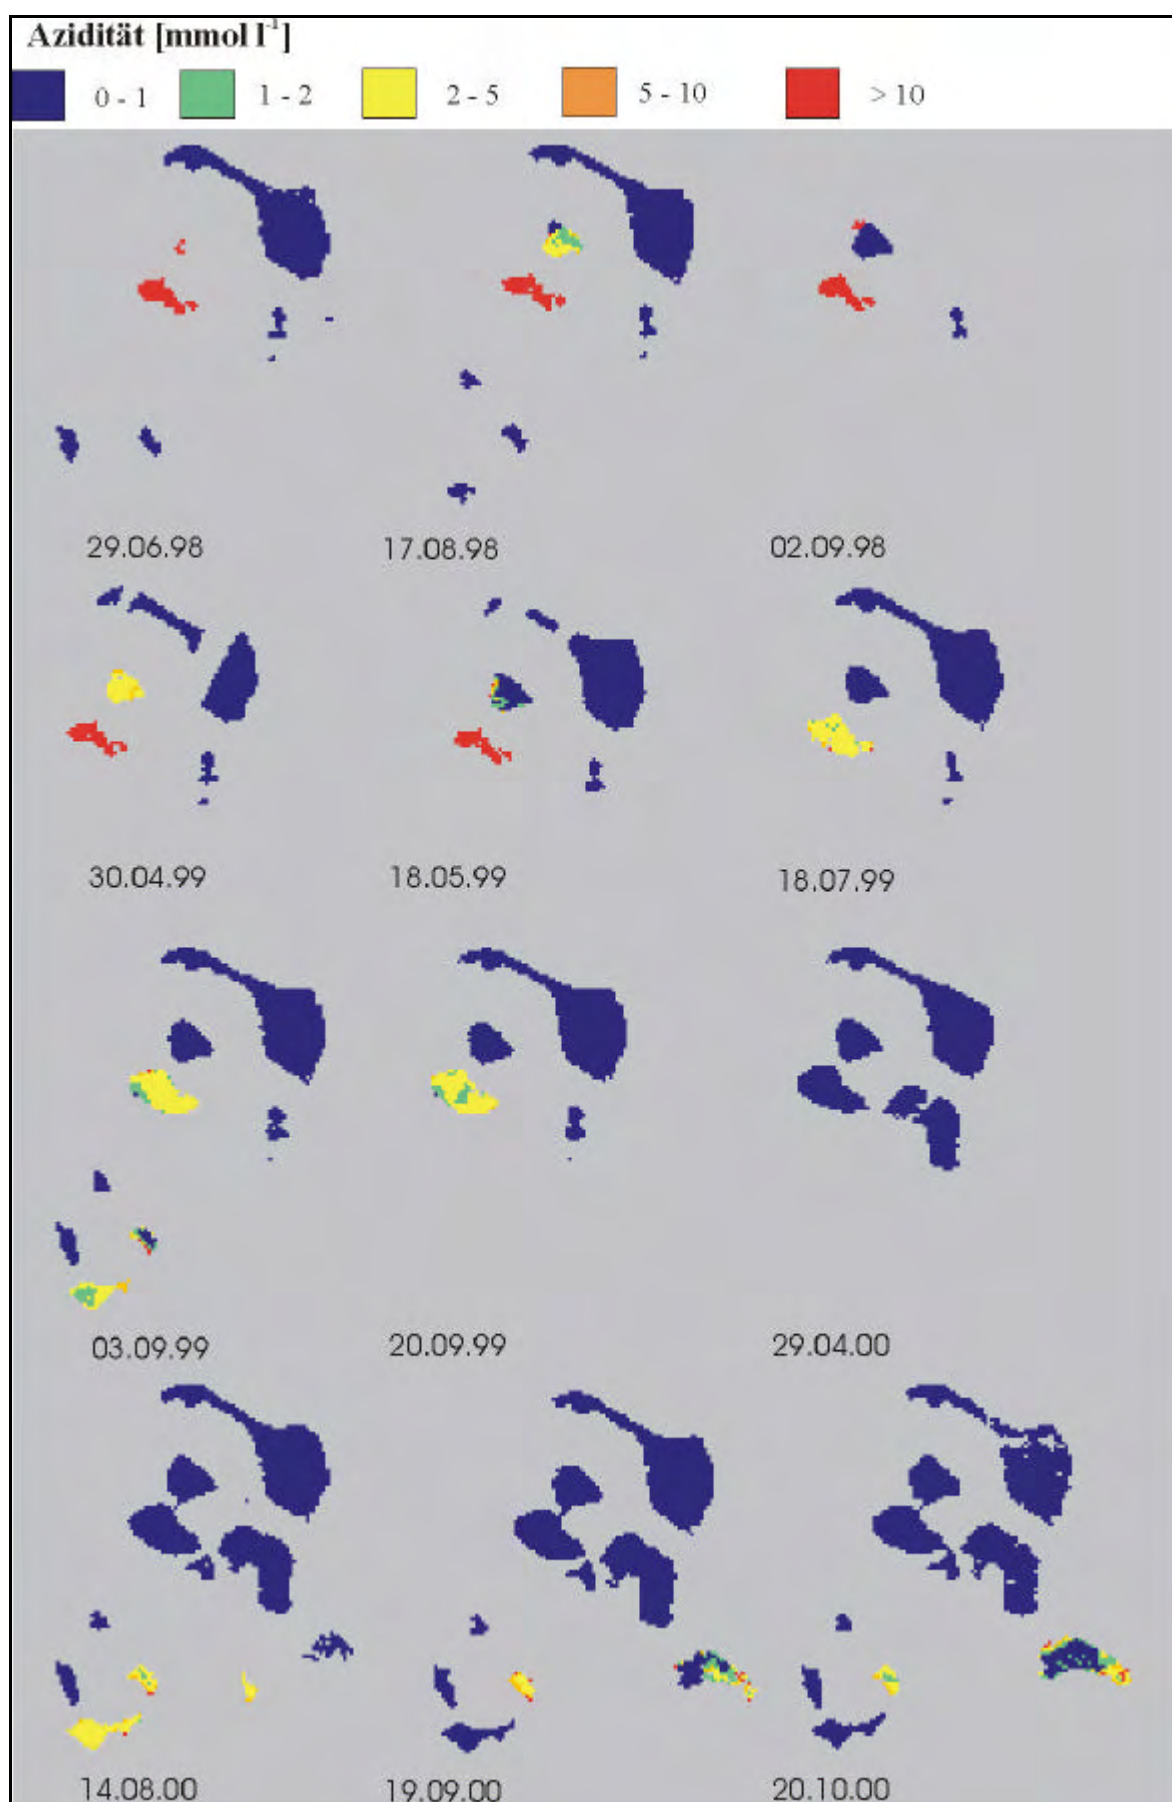 Azidität [mmol l⁻¹]
0 - 1 1 - 2 2 - 5 5 - 10 > 10
29.06.98 17.08.98 02.09.98
30.04.99 18.05.99 18.07.99
03.09.99 20.09.99 29.04.00
14.08.00 19.09.00 20.10.00